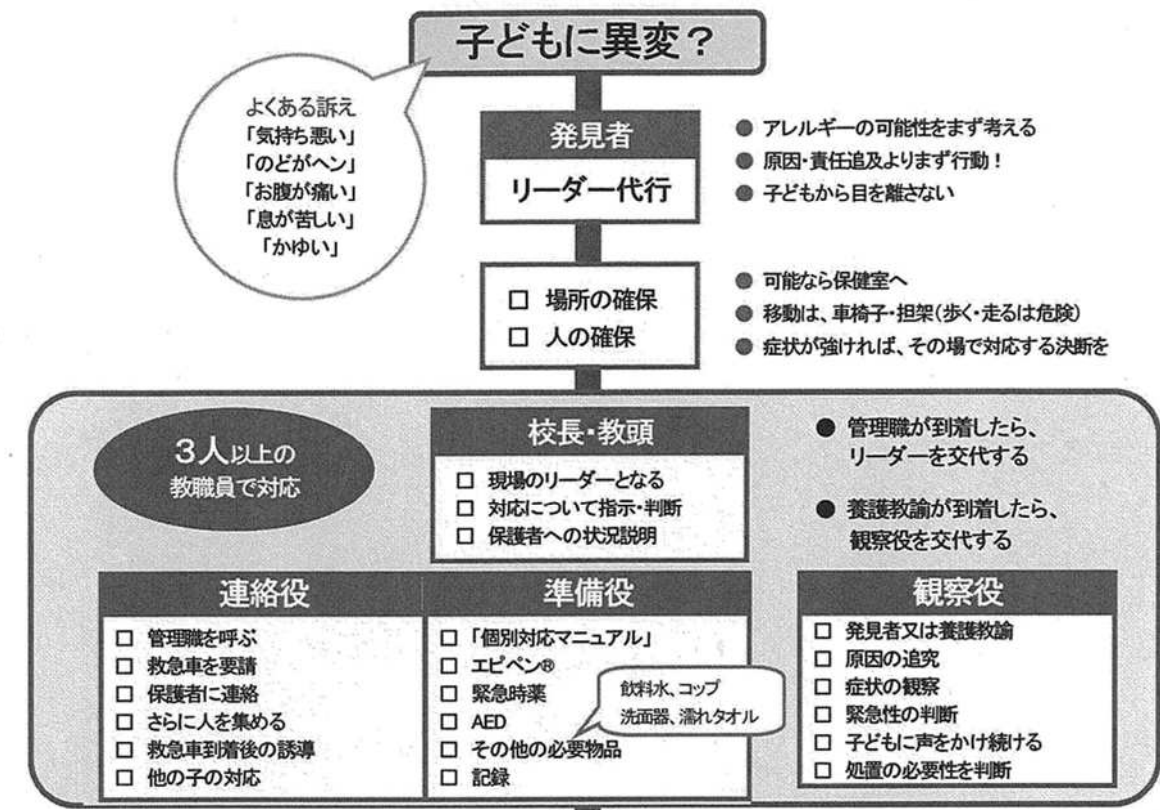 子どもに異変？
よくある訴え
「気持ち悪い」
「のどがヘン」
「お腹が痛い」
「息が苦しい」
「かゆい」
発見者
リーダー代行
● アレルギーの可能性をまず考える
● 原因・責任追及よりまず行動！
● 子どもから目を離さない
□ 場所の確保
□ 人の確保
● 可能なら保健室へ
● 移動は、車椅子・担架（歩く・走るは危険）
● 症状が強ければ、その場で対応する決断を
３人以上の
教職員で対応
校長・教頭
□ 現場のリーダーとなる
□ 対応について指示・判断
□ 保護者への状況説明
● 管理職が到着したら、
リーダーを交代する
● 養護教諭が到着したら、
観察役を交代する
連絡役
□ 管理職を呼ぶ
□ 救急車を要請
□ 保護者に連絡
□ さらに人を集める
□ 救急車到着後の誘導
□ 他の子の対応
準備役
□ 「個別対応マニュアル」
□ エピペン®
□ 緊急時薬
□ AED
□ その他の必要物品
□ 記録
飲料水、コップ
洗面器、濡れタオル
観察役
□ 発見者又は養護教諭
□ 原因の追究
□ 症状の観察
□ 緊急性の判断
□ 子どもに声をかけ続ける
□ 処置の必要性を判断